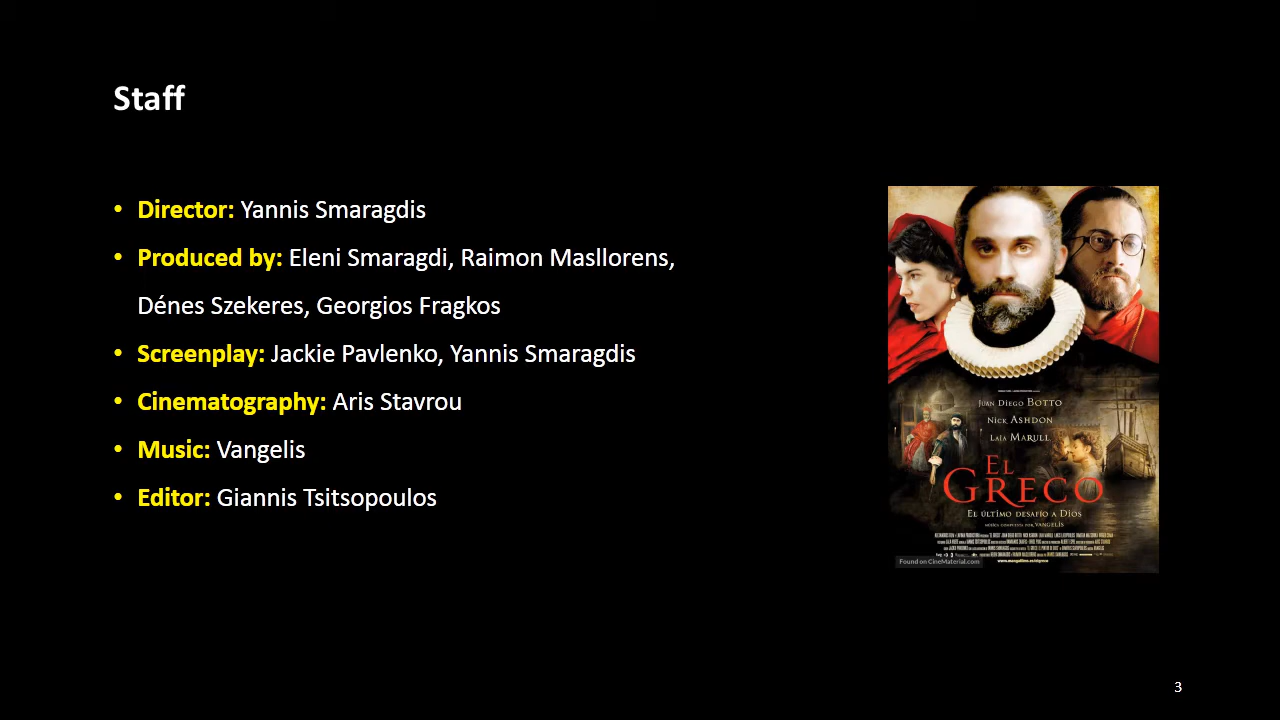 Staff
• Director: Yannis Smaragdis
• Produced by: Eleni Smaragdi, Raimon Masllorens,
Dénes Szekeres, Georgios Fragkos
• Screenplay: Jackie Pavlenko, Yannis Smaragdis
• Cinematography: Aris Stavrou
• Music: Vangelis
• Editor: Giannis Tsitsopoulos
Juan Diego Botto
Nick Ashdon
Laia Marull
El
Greco
El último desafío a Dios
música compuesta por Vangelis
Found on CineMaterial.com
3